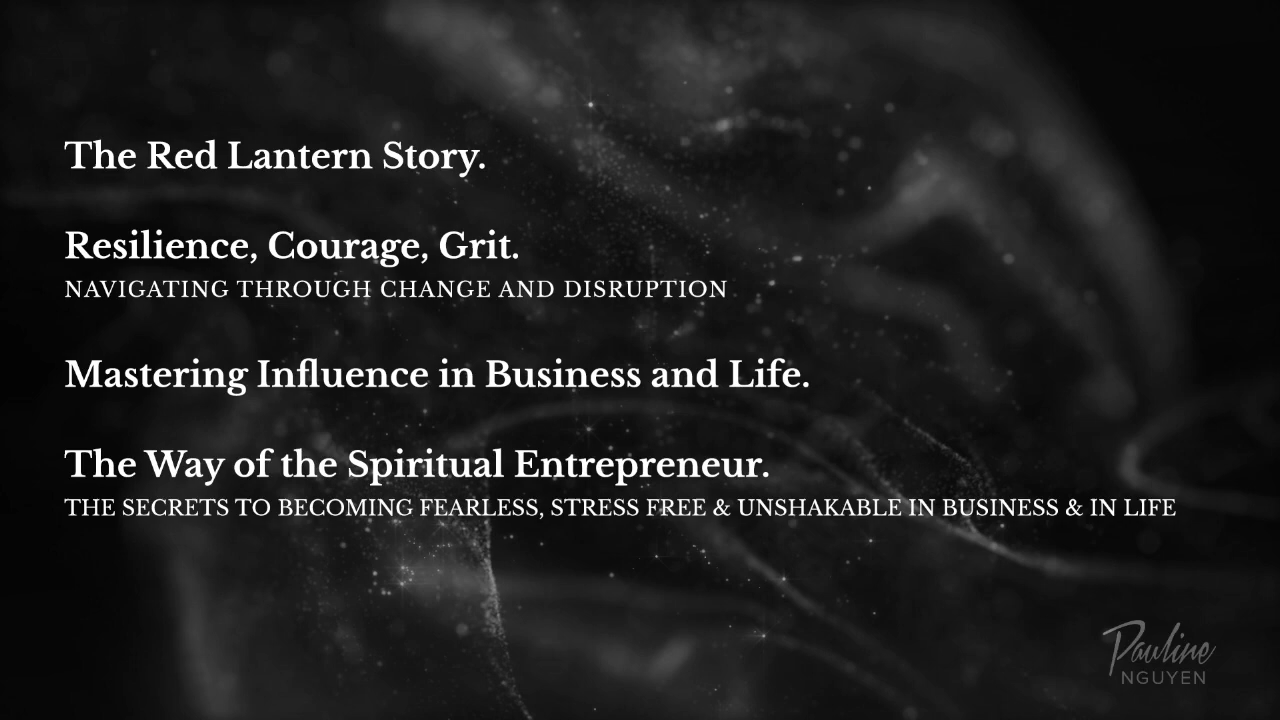 The Red Lantern Story.
Resilience, Courage, Grit.
NAVIGATING THROUGH CHANGE AND DISRUPTION
Mastering Influence in Business and Life.
The Way of the Spiritual Entrepreneur.
THE SECRETS TO BECOMING FEARLESS, STRESS FREE & UNSHAKABLE IN BUSINESS & IN LIFE
Pauline
NGUYEN